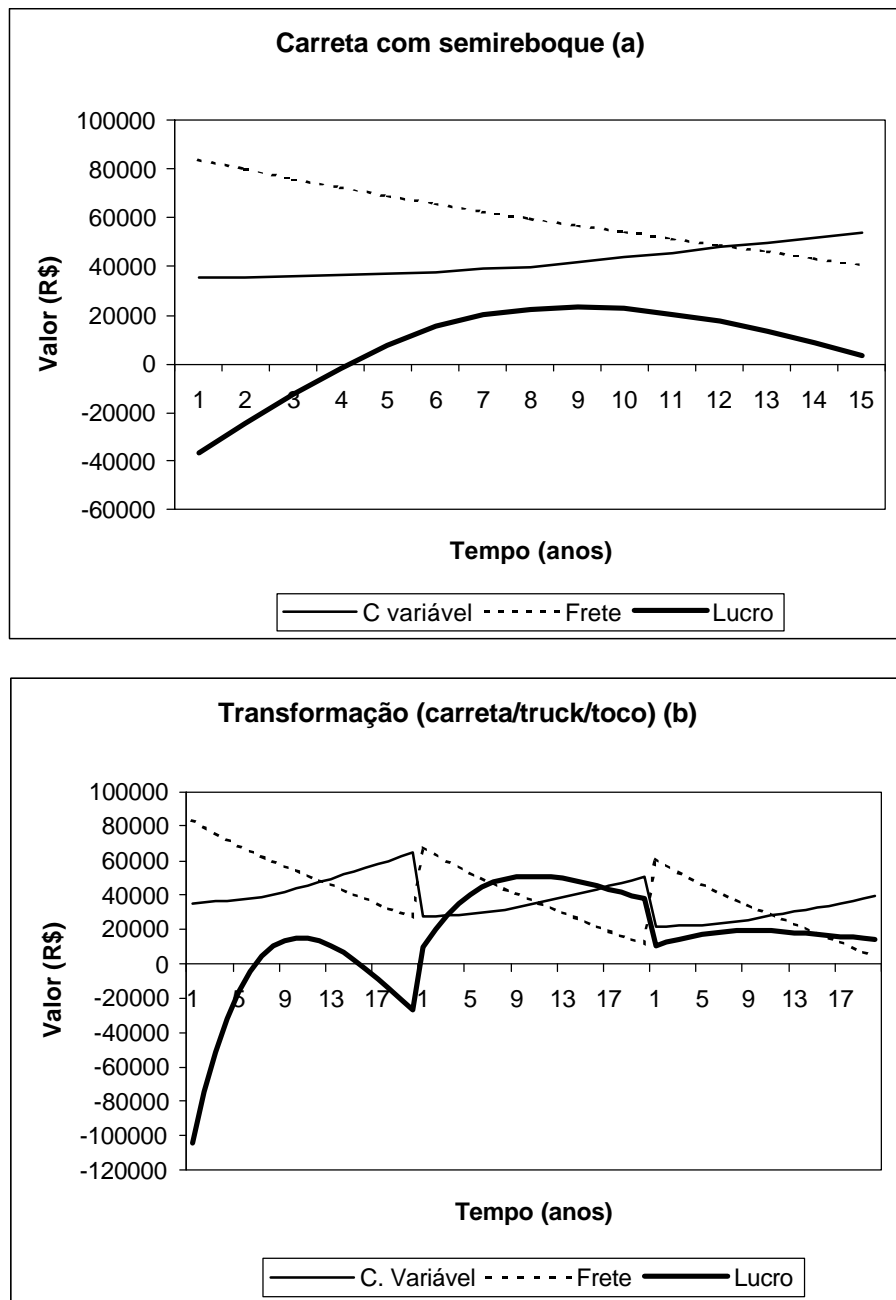 Carreta com semireboque (a)
100000
80000
60000
40000
20000
0
-20000
-40000
-60000
Valor (R$)
1 2 3 4 5 6 7 8 9 10 11 12 13 14 15
Tempo (anos)
C variável Frete Lucro
Transformação (carreta/truck/toco) (b)
100000
80000
60000
40000
20000
0
-20000
-40000
-60000
-80000
-100000
-120000
Valor (R$)
1 5 9 13 17 1 5 9 13 17 1 5 9 13 17
Tempo (anos)
C. Variável Frete Lucro